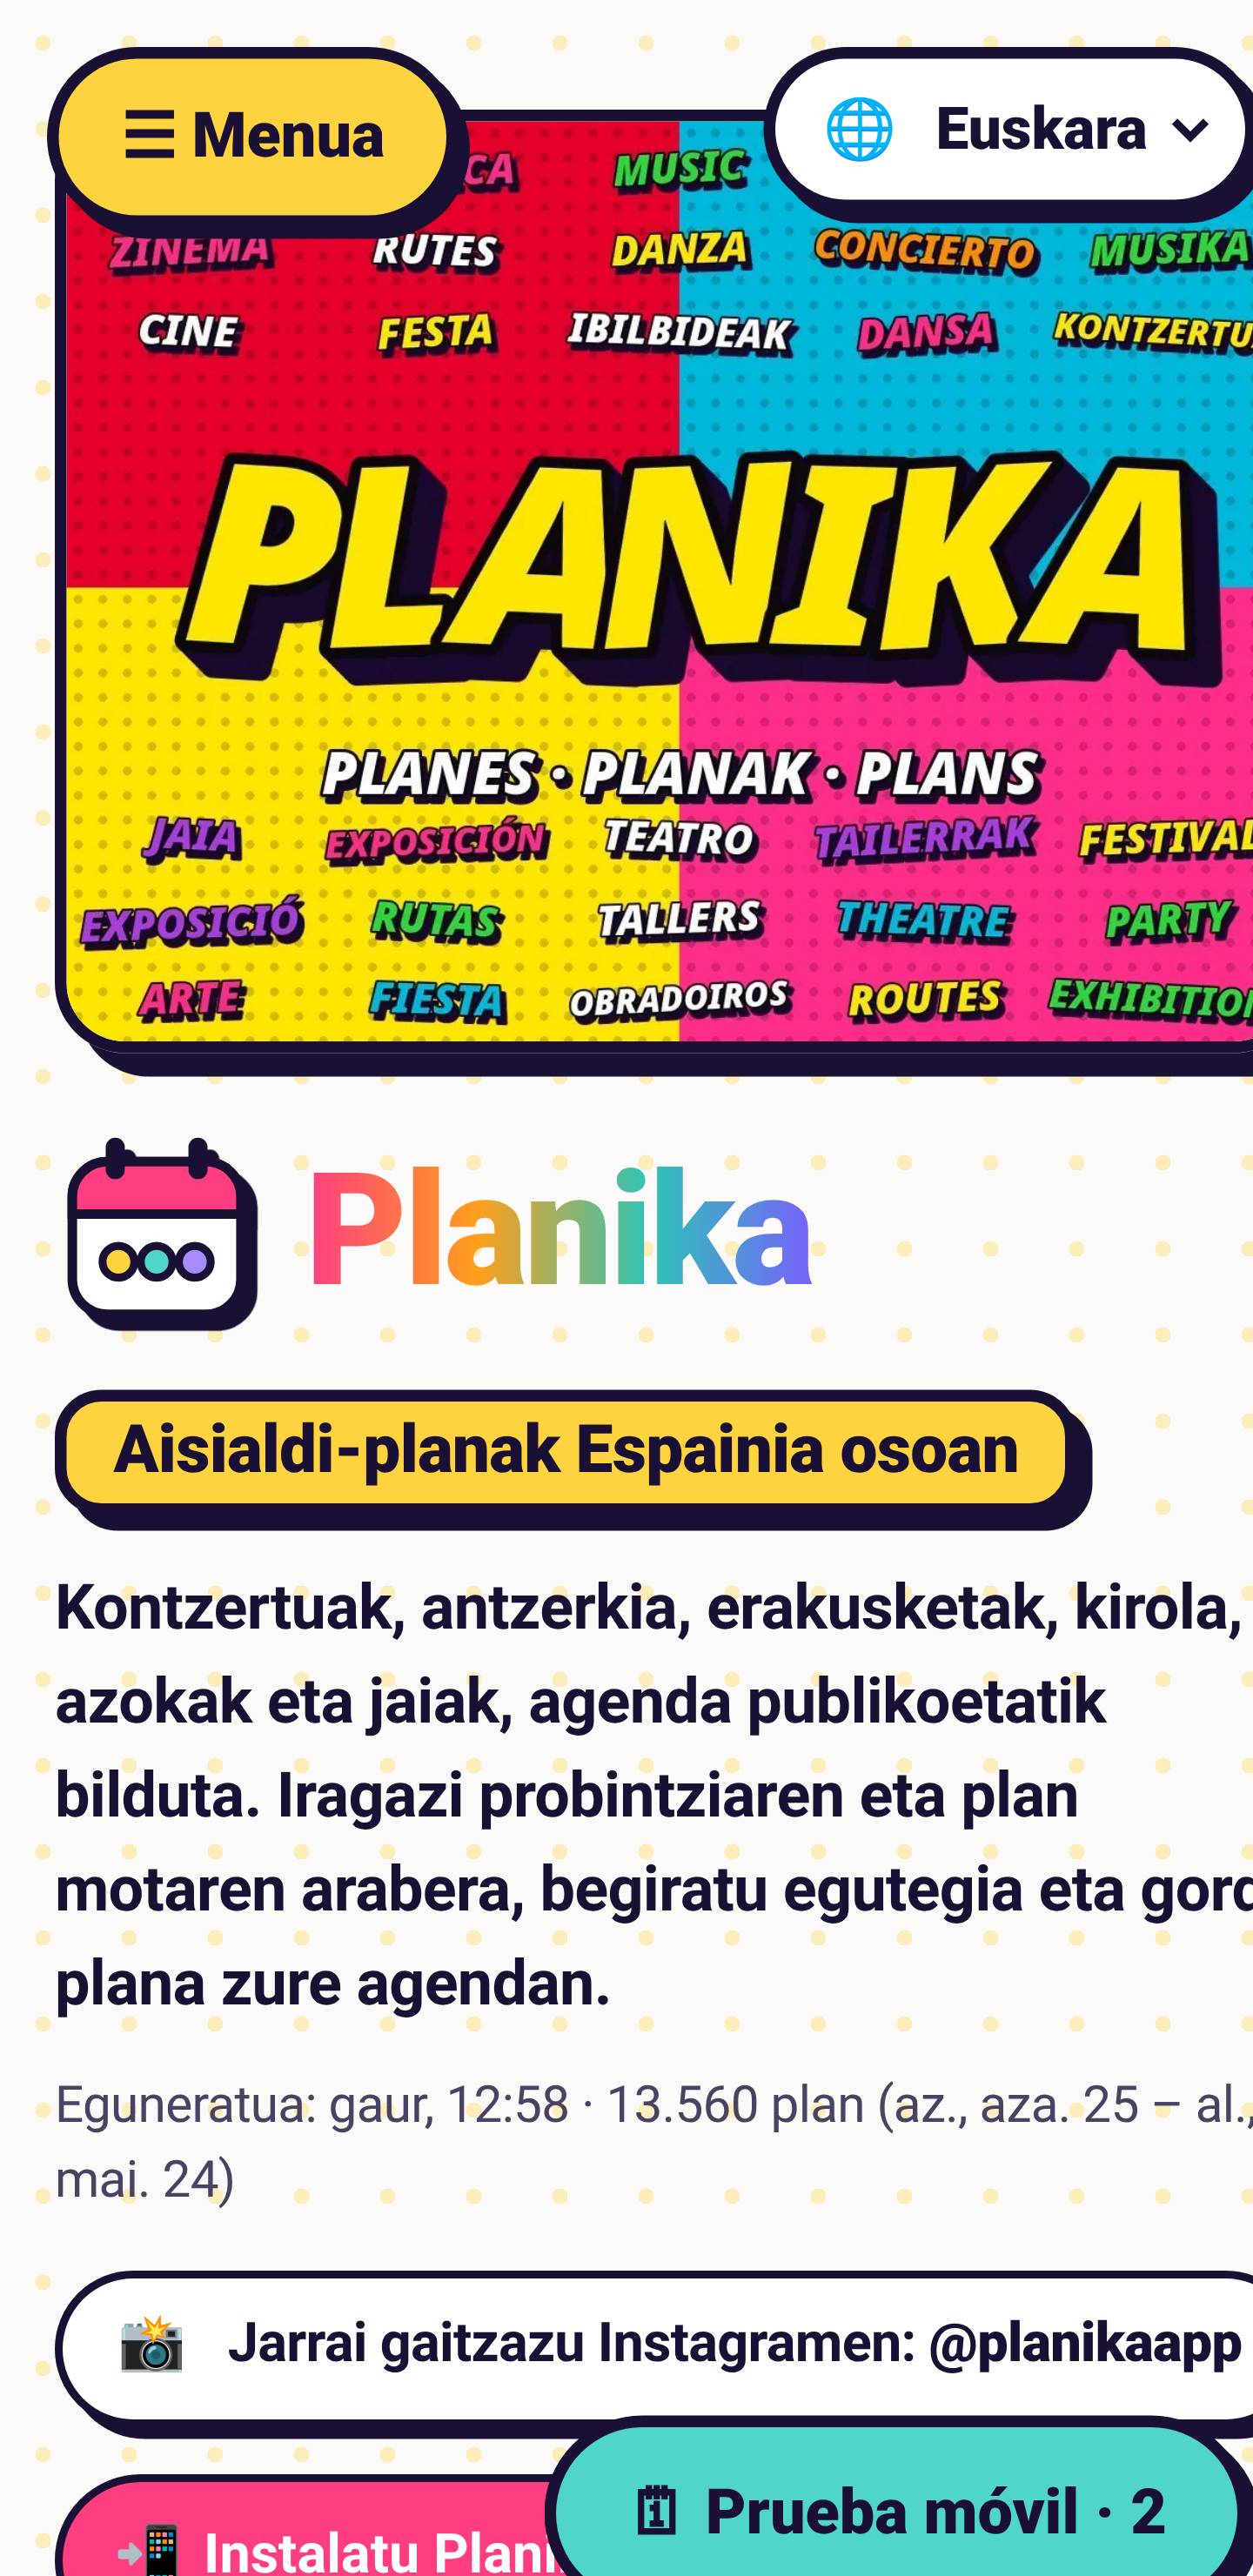 ☰ Menua
Euskara
MUSIC
ZINEMA RUTES DANZA CONCIERTO MUSIKA
CINE FESTA IBILBIDEAK DANSA
PLANIKA
PLANES · PLANAK · PLANS
JAIA EXPOSICIÓN TEATRO TAILERRAK FESTIVAL
EXPOSICIÓ RUTAS TALLERS THEATRE PARTY
ARTE FIESTA OBRADOIROS ROUTES
Planika
Aisialdi-planak Espainia osoan
Kontzertuak, antzerkia, erakusketak, kirola,
azokak eta jaiak, agenda publikoetatik
bilduta. Iragazi probintziaren eta plan
motaren arabera, begiratu egutegia eta
plana zure agendan.
Eguneratua: gaur, 12:58 · 13.560 plan (az., aza. 25 – al.,
mai. 24)
Jarrai gaitzazu Instagramen: @planikaapp
Instalatu
Prueba móvil · 2